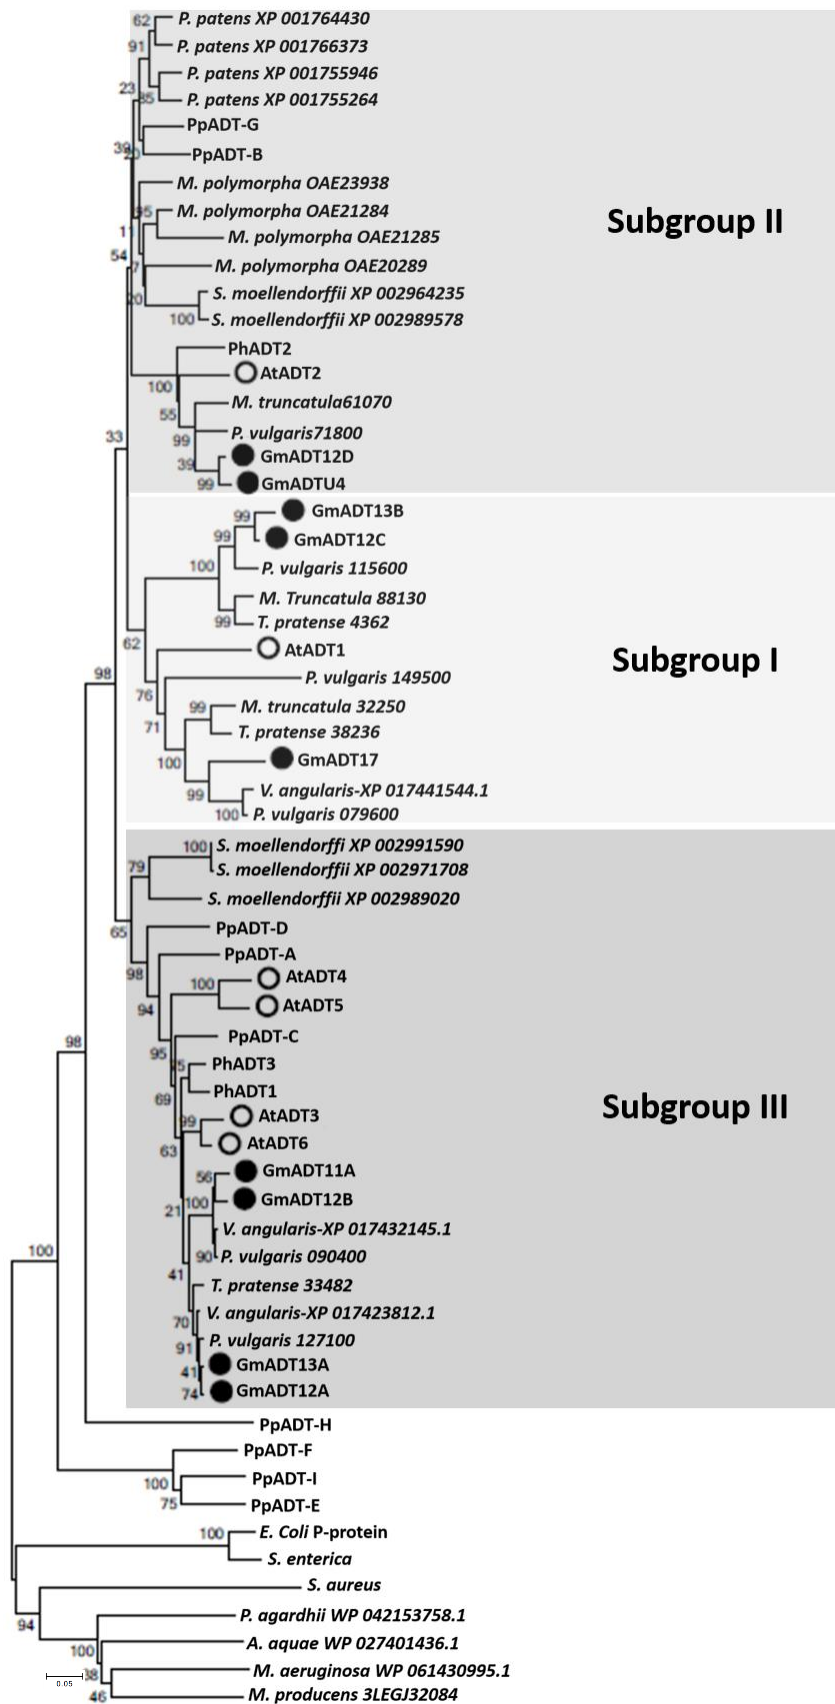 62
P. patens XP 001764430
91
P. patens XP 001766373
P. patens XP 001755946
23
85
P. patens XP 001755264
PpADT-G
39
20
PpADT-B
M. polymorpha OAE23938
95
M. polymorpha OAE21284
11
M. polymorpha OAE21285
Subgroup II
54
7
M. polymorpha OAE20289
20
S. moellendorffii XP 002964235
100
S. moellendorffii XP 002989578
PhADT2
AtADT2
100
M. truncatula61070
55
P. vulgaris71800
33
99
GmADT12D
39
99
GmADTU4
GmADT13B
99
GmADT12C
99
100
P. vulgaris 115600
M. Truncatula 88130
99
T. pratense 4362
62
AtADT1
Subgroup I
98
P. vulgaris 149500
76
99
M. truncatula 32250
71
T. pratense 38236
100
GmADT17
99
V. angularis-XP 017441544.1
100
P. vulgaris 079600
100
S. moellendorffi XP 002991590
79
S. moellendorffii XP 002971708
S. moellendorffii XP 002989020
65
PpADT-D
98
PpADT-A
100
AtADT4
94
AtADT5
98
PpADT-C
95
PhADT3
69
PhADT1
Subgroup III
99
AtADT3
63
AtADT6
56
GmADT11A
21
100
GmADT12B
V. angularis-XP 017432145.1
100
90
P. vulgaris 090400
41
T. pratense 33482
70
V. angularis-XP 017423812.1
91
P. vulgaris 127100
41
GmADT13A
74
GmADT12A
PpADT-H
PpADT-F
100
PpADT-I
75
PpADT-E
100
E. Coli P-protein
S. enterica
S. aureus
94
P. agardhii WP 042153758.1
100
A. aquae WP 027401436.1
38
M. aeruginosa WP 061430995.1
0.05
46
M. producens 3LEGJ32084